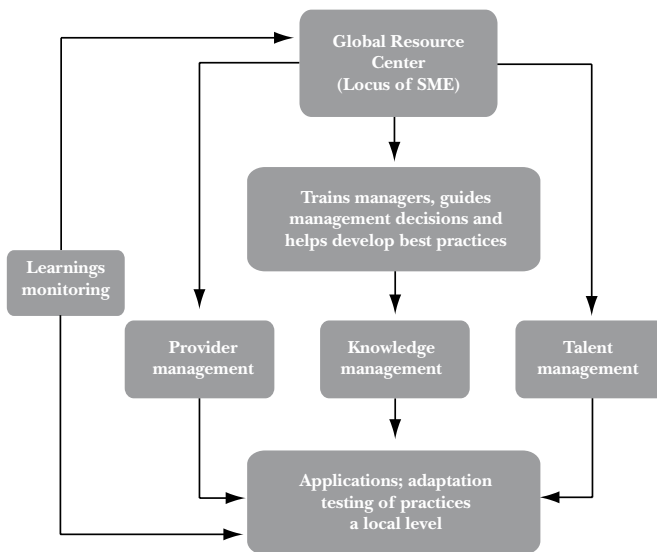 Global Resource
Center
(Locus of SME)
Trains managers, guides
management decisions and
helps develop best practices
Learnings
monitoring
Provider
management
Knowledge
management
Talent
management
Applications; adaptation
testing of practices
a local level